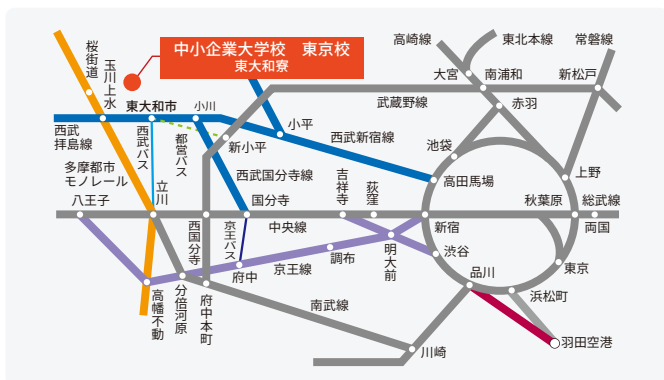 中小企業大学校　東京校
東大和寮
高崎線
東北本線
常磐線
桜街道
玉川上水
大宮
南浦和
新松戸
東大和市
小川
武蔵野線
赤羽
西武
拝島線
西武バス
都営バス
新小平
小平
西武新宿線
池袋
多摩都市
モノレール
西武国分寺線
吉祥寺
荻窪
高田馬場
上野
八王子
立川
国分寺
秋葉原
総武線
西国分寺
京王バス
中央線
新宿
両国
渋谷
明大前
調布
京王線
府中
品川
東京
高幡不動
分倍河原
府中本町
南武線
浜松町
川崎
羽田空港